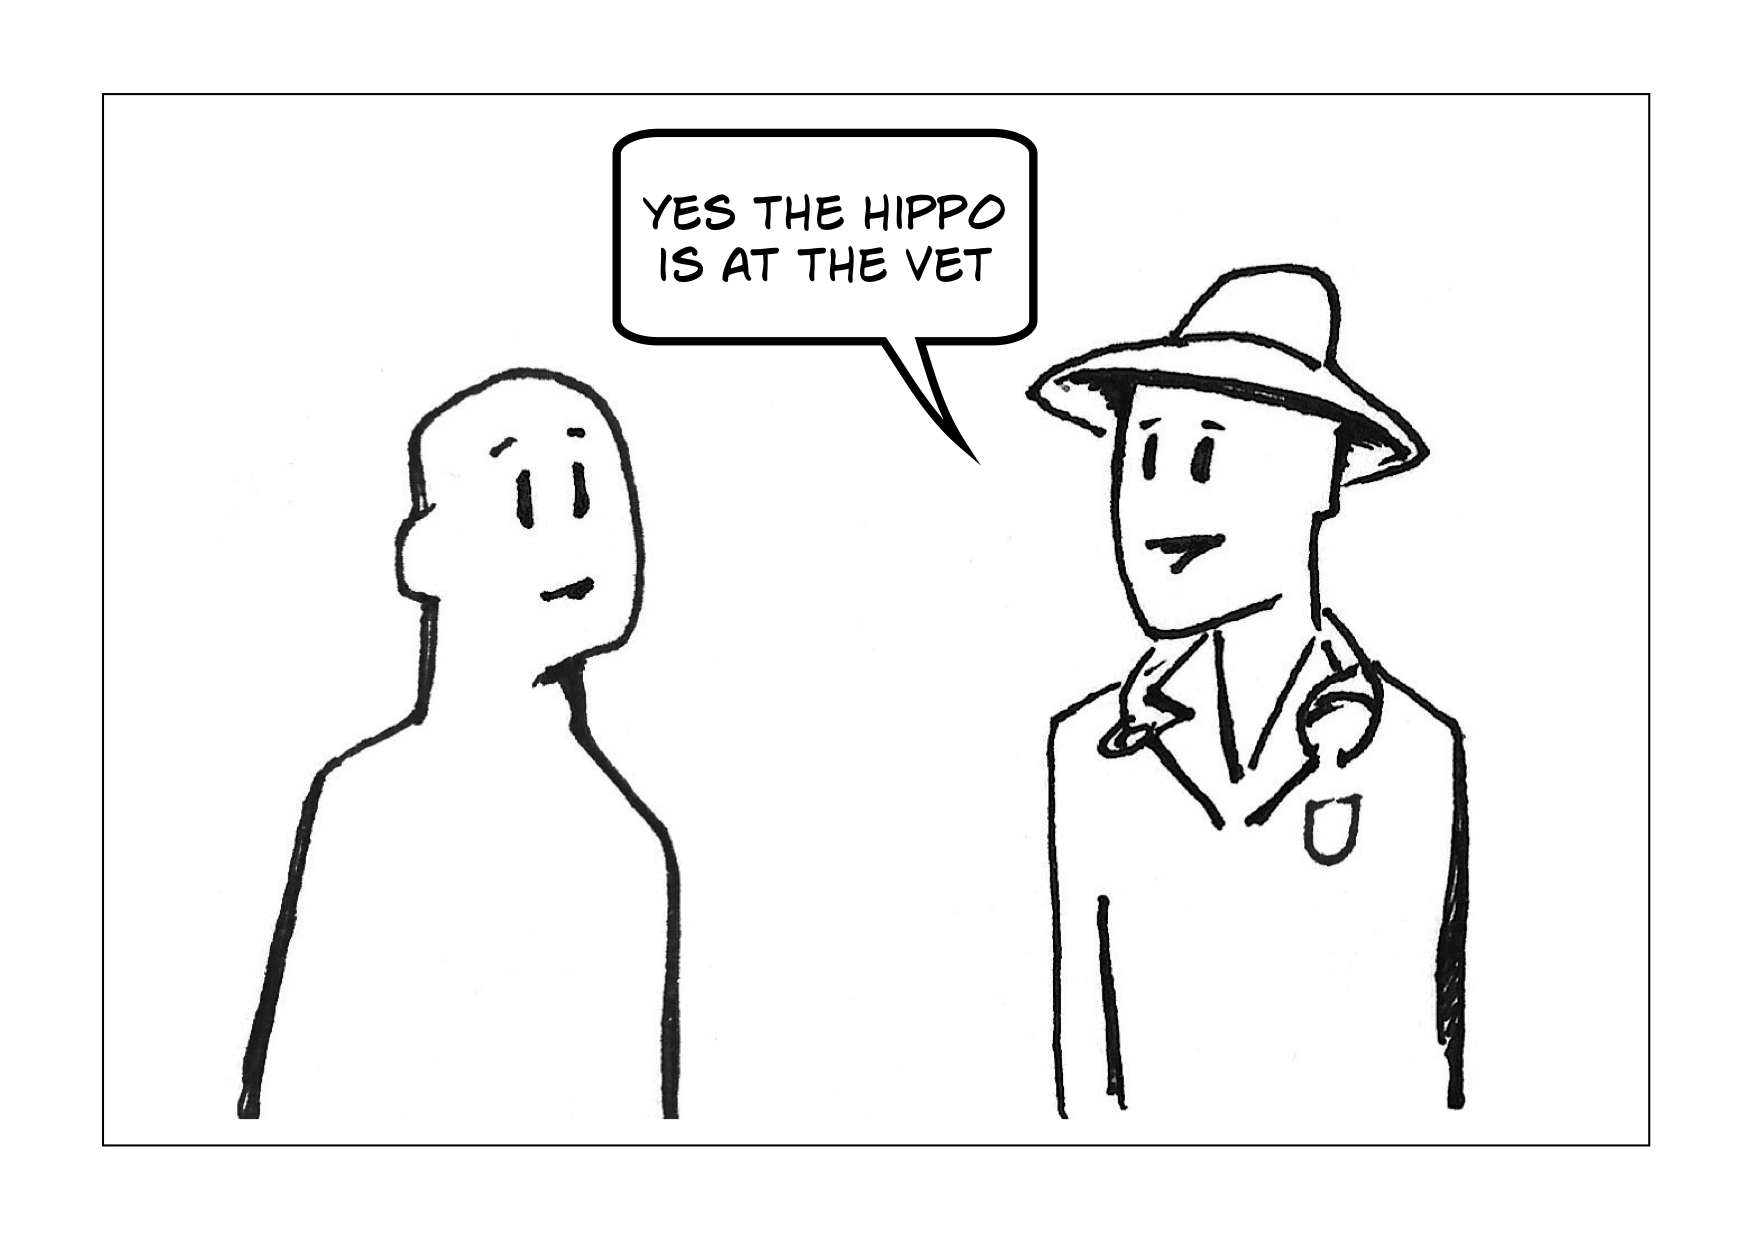 YES THE HIPPO
IS AT THE VET